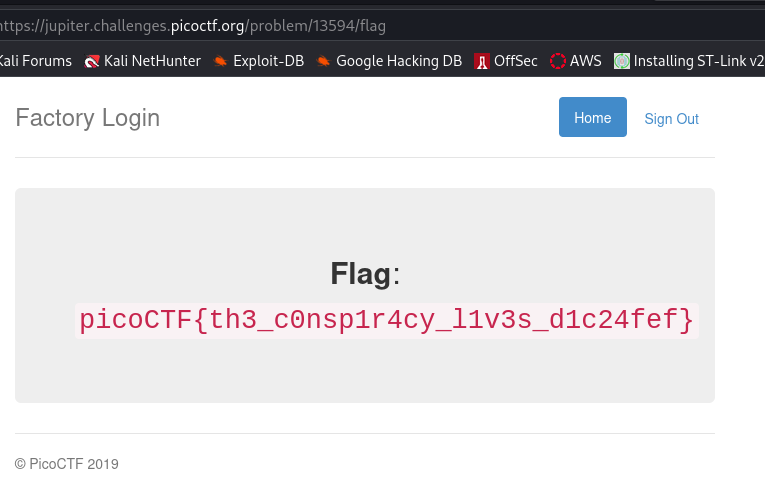 https://jupiter.challenges.picoctf.org/problem/13594/flag
Kali Forums Kali NetHunter Exploit-DB Google Hacking DB OffSec AWS Installing ST-Link v2
Factory Login Home Sign Out
Flag:
picoCTF{th3_c0nsp1r4cy_l1v3s_d1c24fef}
© PicoCTF 2019